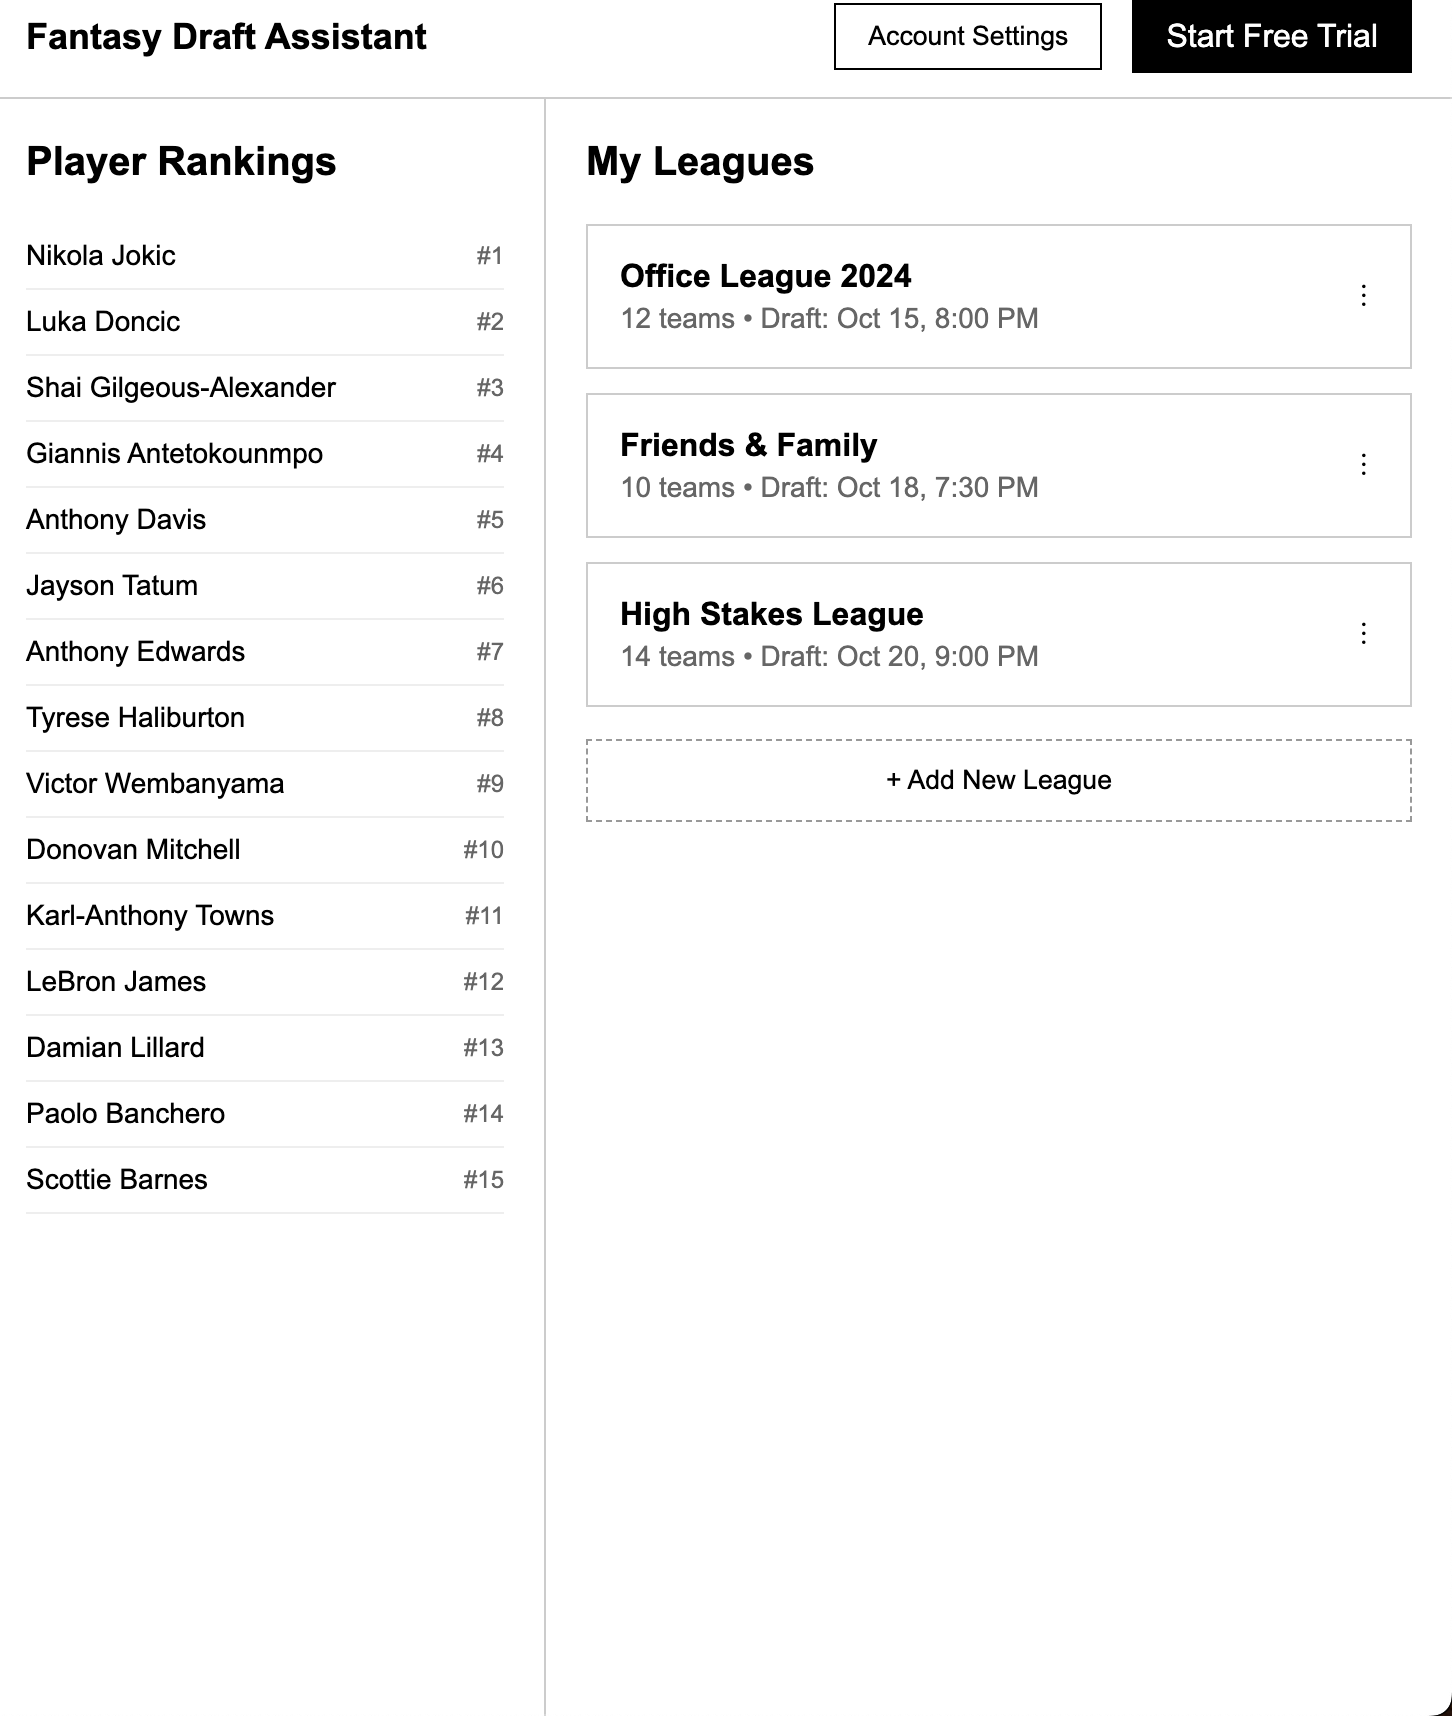 Fantasy Draft Assistant
Account Settings
Start Free Trial
Player Rankings
Nikola Jokic #1
Luka Doncic #2
Shai Gilgeous-Alexander #3
Giannis Antetokounmpo #4
Anthony Davis #5
Jayson Tatum #6
Anthony Edwards #7
Tyrese Haliburton #8
Victor Wembanyama #9
Donovan Mitchell #10
Karl-Anthony Towns #11
LeBron James #12
Damian Lillard #13
Paolo Banchero #14
Scottie Barnes #15
My Leagues
Office League 2024
12 teams • Draft: Oct 15, 8:00 PM
Friends & Family
10 teams • Draft: Oct 18, 7:30 PM
High Stakes League
14 teams • Draft: Oct 20, 9:00 PM
+ Add New League